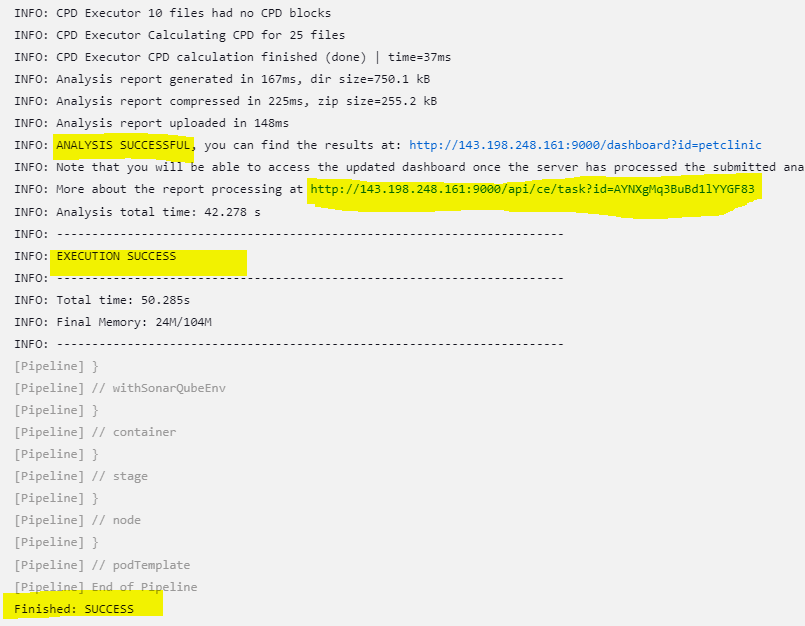 INFO: CPD Executor 10 files had no CPD blocks
INFO: CPD Executor Calculating CPD for 25 files
INFO: CPD Executor CPD calculation finished (done) | time=37ms
INFO: Analysis report generated in 167ms, dir size=750.1 kB
INFO: Analysis report compressed in 225ms, zip size=255.2 kB
INFO: Analysis report uploaded in 148ms
INFO: ANALYSIS SUCCESSFUL, you can find the results at: http://143.198.248.161:9000/dashboard?id=petclinic
INFO: Note that you will be able to access the updated dashboard once the server has processed the submitted ana
INFO: More about the report processing at http://143.198.248.161:9000/api/ce/task?id=AYNXgMq3BuBd1lYYGF83
INFO: Analysis total time: 42.278 s
INFO: ------------------------------------------------------------------------
INFO: EXECUTION SUCCESS
INFO: ------------------------------------------------------------------------
INFO: Total time: 50.285s
INFO: Final Memory: 24M/104M
INFO: ------------------------------------------------------------------------
[Pipeline] }
[Pipeline] // withSonarQubeEnv
[Pipeline] }
[Pipeline] // container
[Pipeline] }
[Pipeline] // stage
[Pipeline] }
[Pipeline] // node
[Pipeline] }
[Pipeline] // podTemplate
[Pipeline] End of Pipeline
Finished: SUCCESS